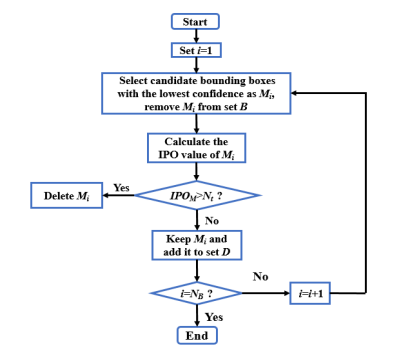 Start
Set i=1
Select candidate bounding boxes
with the lowest confidence as Mi,
remove Mi from set B
Calculate the
IPO value of Mi
IPOM>Nt ?
Yes
Delete Mi
No
Keep Mi and
add it to set D
i=NB ?
No
i=i+1
Yes
End